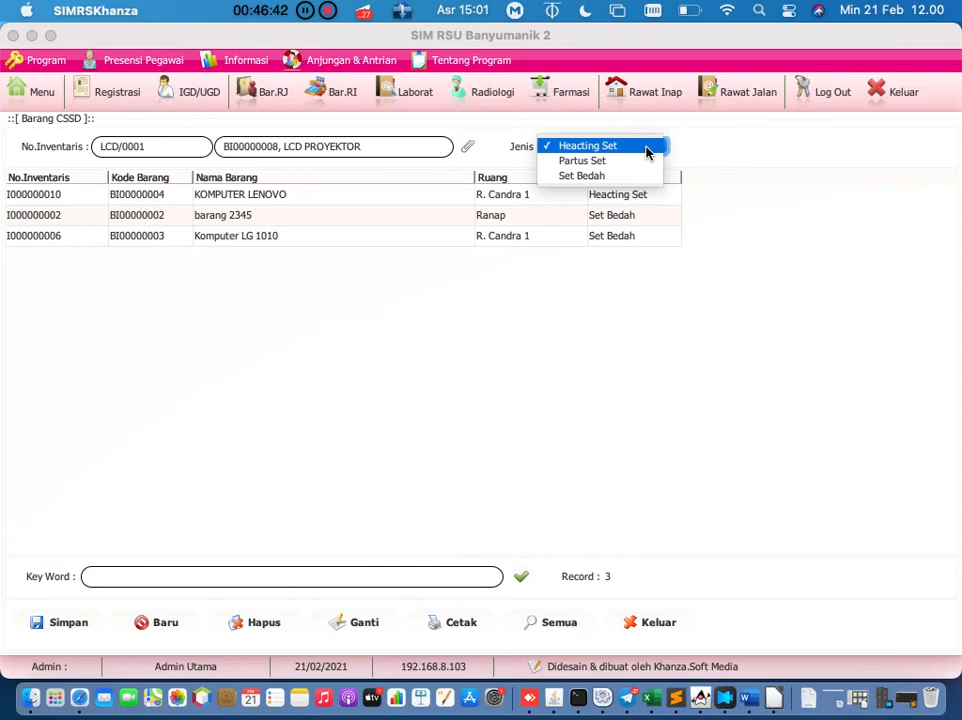 SIMRSKhanza 00:46:42 Asr 15:01 Min 21 Feb 12.00
SIM RSU Banyumanik 2
Program Presensi Pegawai Informasi Anjungan & Antrian Tentang Program
Menu Registrasi IGD/UGD Bar.RJ Bar.RI Laborat Radiologi Farmasi Rawat Inap Rawat Jalan Log Out Keluar
::[ Barang CSSD ]::
No.Inventaris : LCD/0001 BI00000008, LCD PROYEKTOR Jenis ✓ Heacting Set
Partus Set
Set Bedah
No.Inventaris Kode Barang Nama Barang Ruang
I000000010 BI00000004 KOMPUTER LENOVO R. Candra 1 Heacting Set
I000000002 BI00000002 barang 2345 Ranap Set Bedah
I000000006 BI00000003 Komputer LG 1010 R. Candra 1 Set Bedah
Key Word : Record : 3
Simpan Baru Hapus Ganti Cetak Semua Keluar
Admin : Admin Utama 21/02/2021 192.168.8.103 Didesain & dibuat oleh Khanza.Soft Media